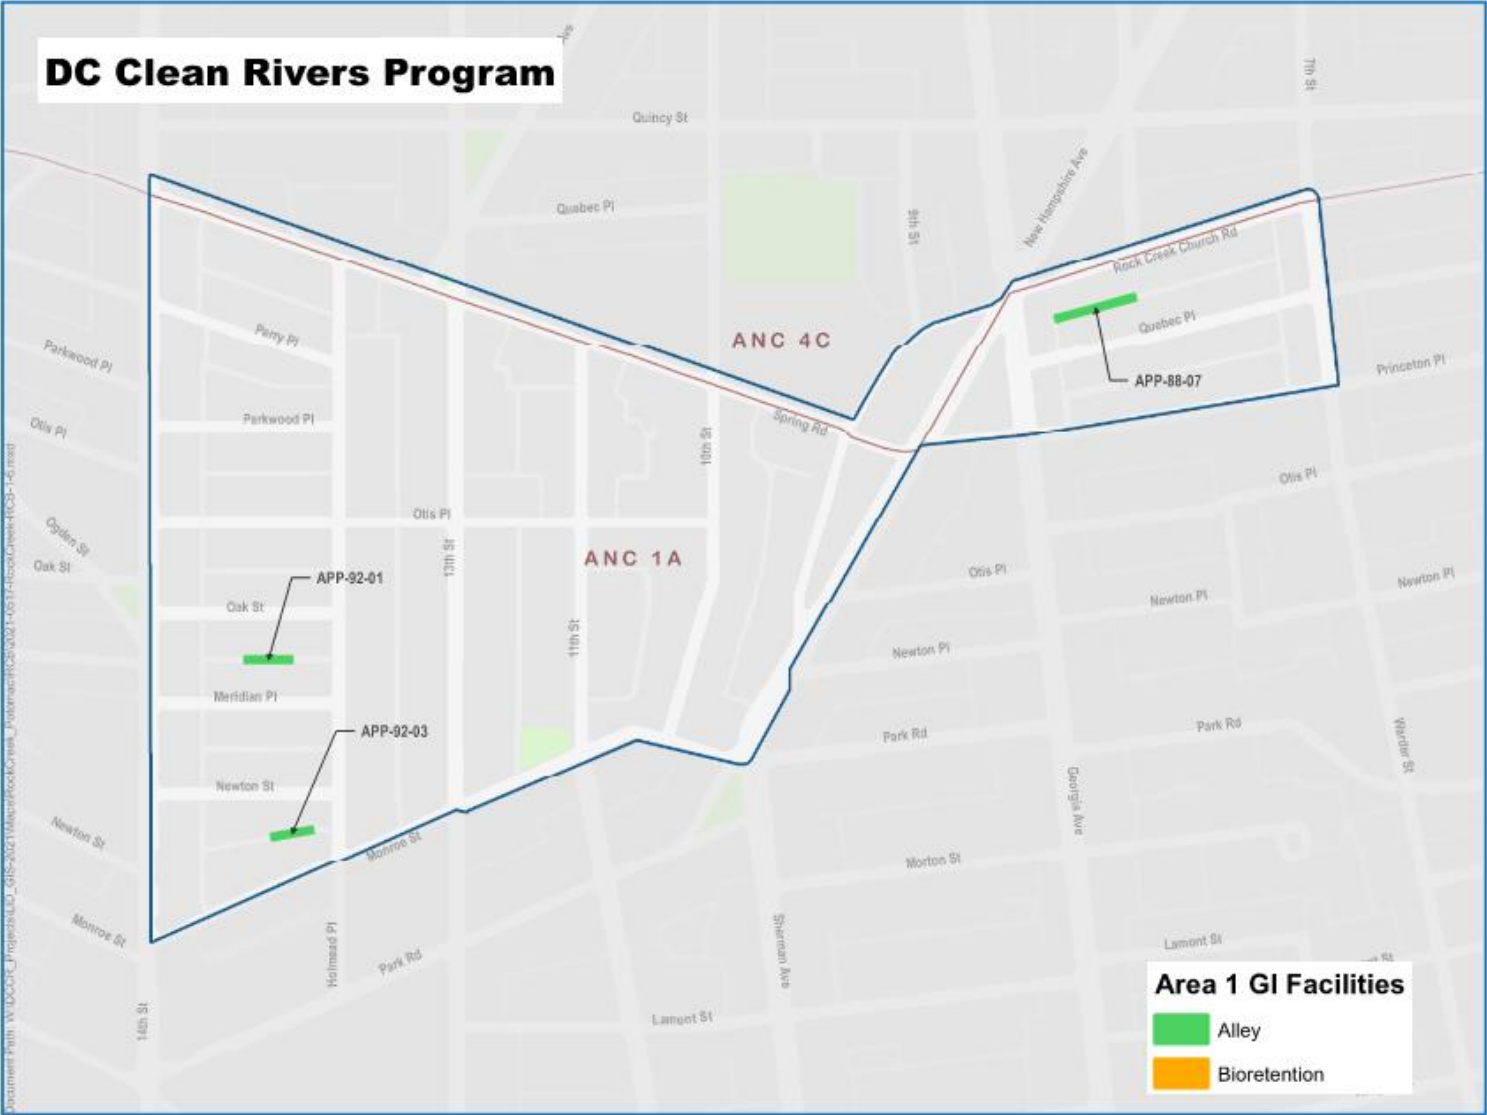 DC Clean Rivers Program
Ave
7th St
Quincy St
New Hampshire Ave
Quebec Pl
9th St
Rock Creek Church Rd
Perry Pl
Quebec Pl
ANC 4C
Parkwood Pl
Princeton Pl
APP-88-07
Parkwood Pl
Spring Rd
Otis Pl
10th St
Otis Pl
Otis Pl
Ogden St
13th St
ANC 1A
Oak St
APP-92-01
Otis Pl
Newton Pl
Newton Pl
Oak St
11th St
Newton Pl
Meridian Pl
APP-92-03
Park Rd
Park Rd
Warder St
Newton St
Georgia Ave
Newton St
Monroe St
Morton St
Monroe St
Holmead Pl
Sherman Ave
Park Rd
Lamont St
14th St
Lamont St
Area 1 GI Facilities
Alley
Bioretention